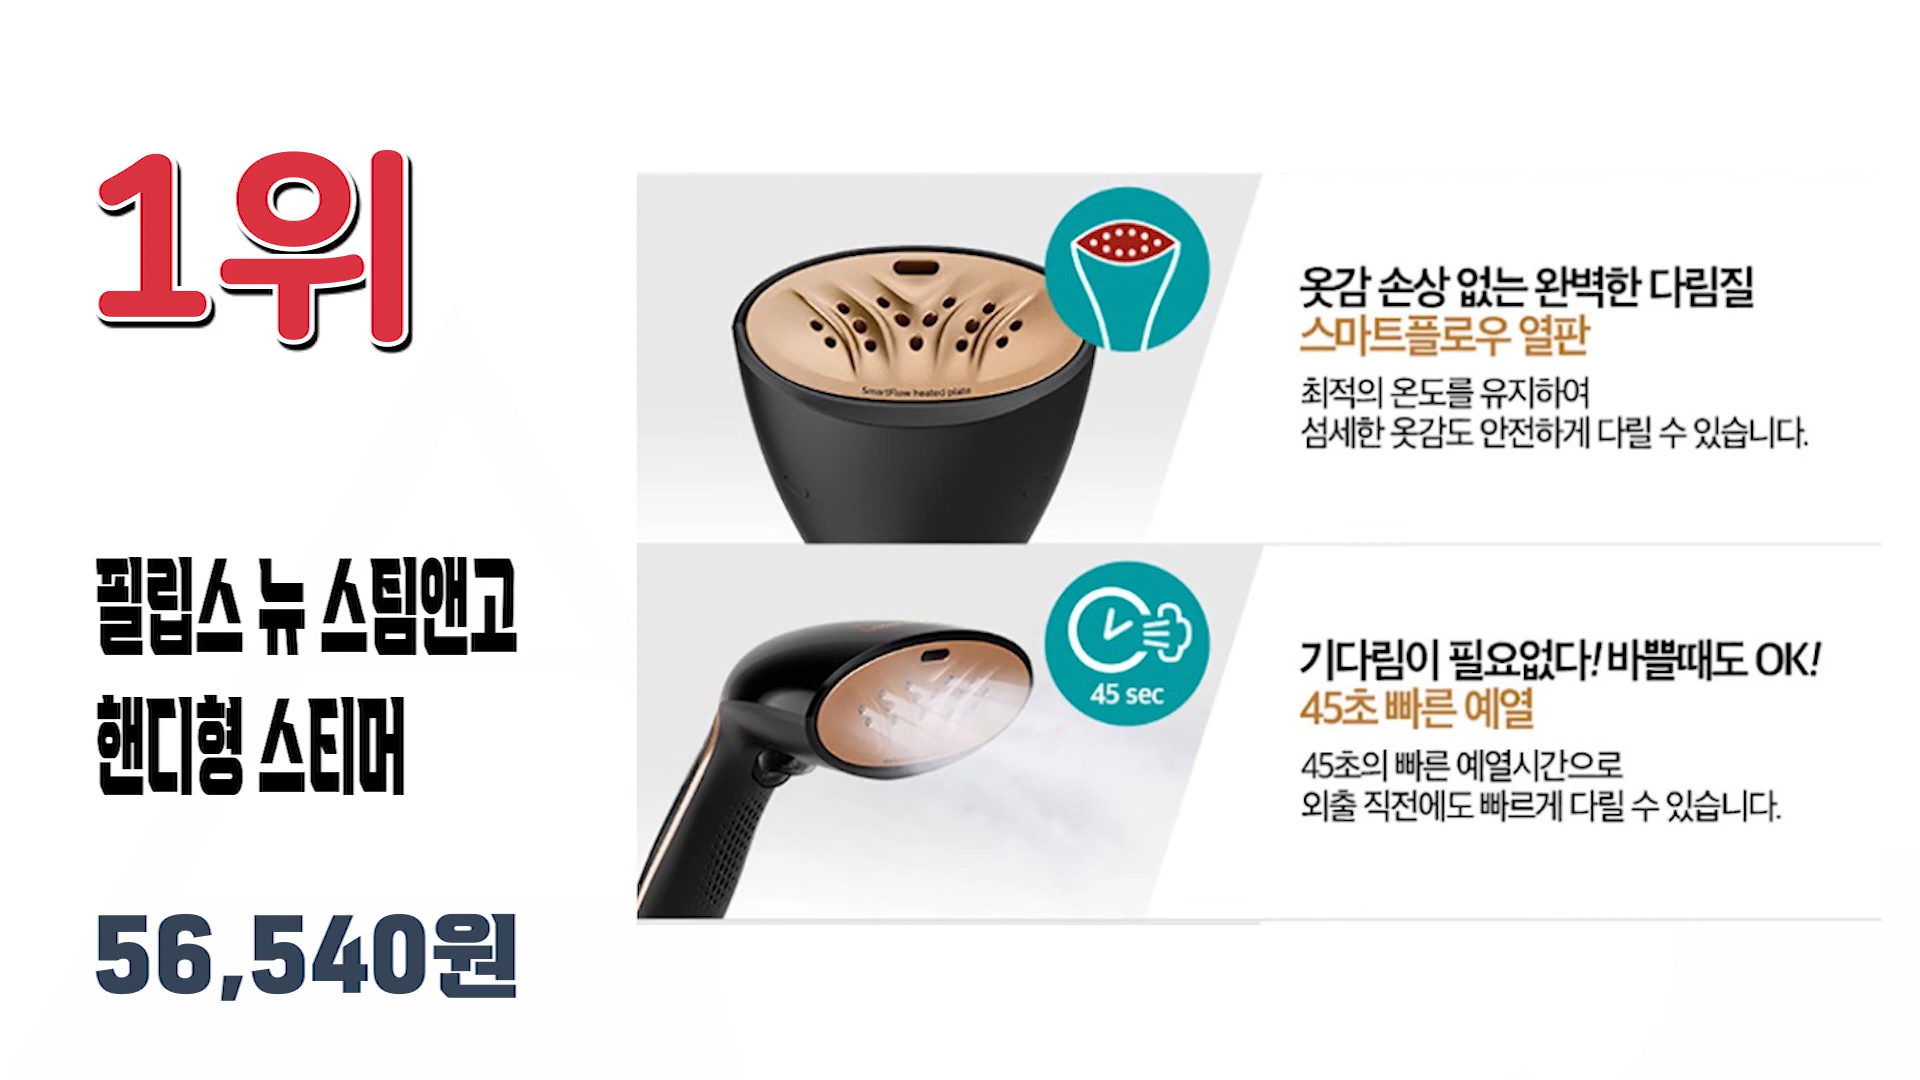 1위
필립스 뉴 스팀앤고
핸디형 스티머
56,540원
SmartFlow heated plate
옷감 손상 없는 완벽한 다림질
스마트플로우 열판
최적의 온도를 유지하여
섬세한 옷감도 안전하게 다릴 수 있습니다.
45 sec
기다림이 필요없다! 바쁠때도 OK!
45초 빠른 예열
45초의 빠른 예열시간으로
외출 직전에도 빠르게 다릴 수 있습니다.